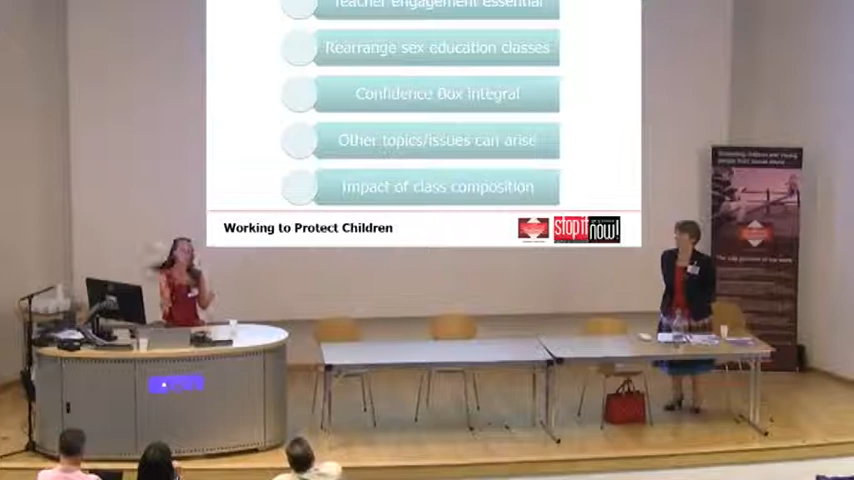 Teacher engagement essential
Rearrange sex education classes
Confidence Box integral
Other topics/issues can arise
Impact of class composition
Working to Protect Children
stop it now!